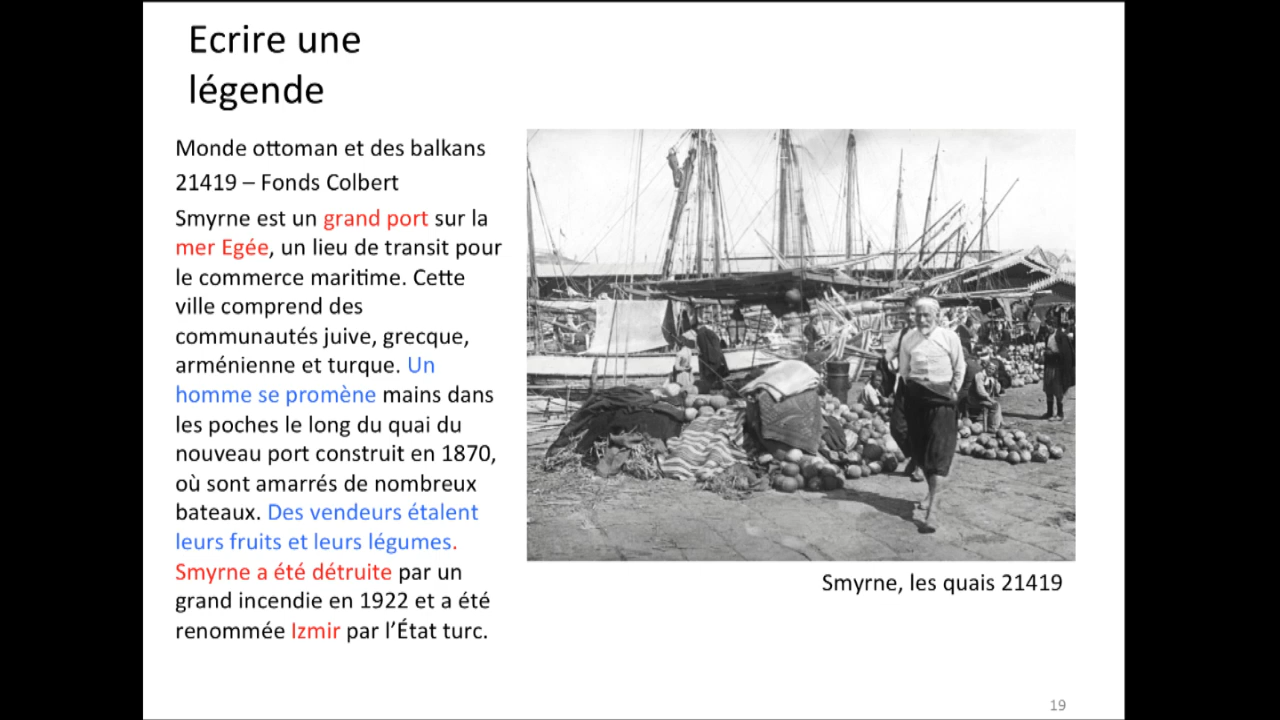 Ecrire une
légende
Monde ottoman et des balkans
21419 – Fonds Colbert
Smyrne est un grand port sur la
mer Egée, un lieu de transit pour
le commerce maritime. Cette
ville comprend des
communautés juive, grecque,
arménienne et turque. Un
homme se promène mains dans
les poches le long du quai du
nouveau port construit en 1870,
où sont amarrés de nombreux
bateaux. Des vendeurs étalent
leurs fruits et leurs légumes.
Smyrne a été détruite par un
grand incendie en 1922 et a été
renommée Izmir par l’État turc.
Smyrne, les quais 21419
19